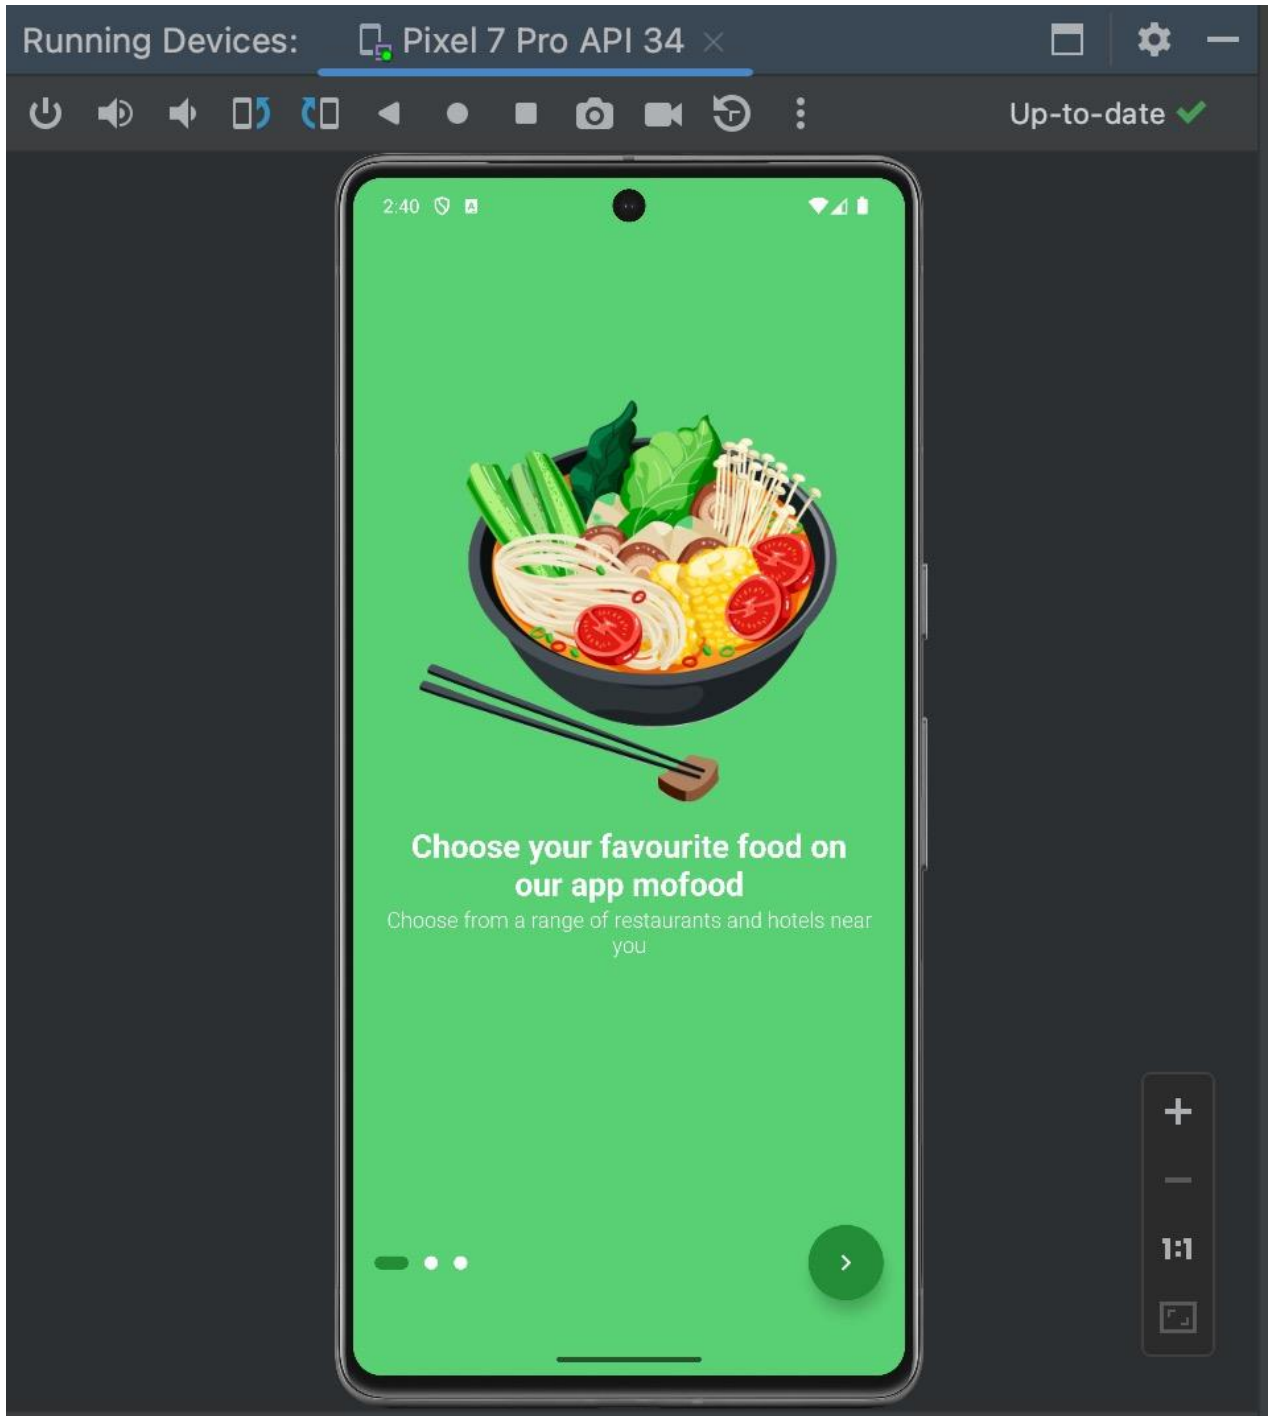 Running Devices: Pixel 7 Pro API 34
Up-to-date
2:40
Choose your favourite food on
our app mofood
Choose from a range of restaurants and hotels near
you
1:1